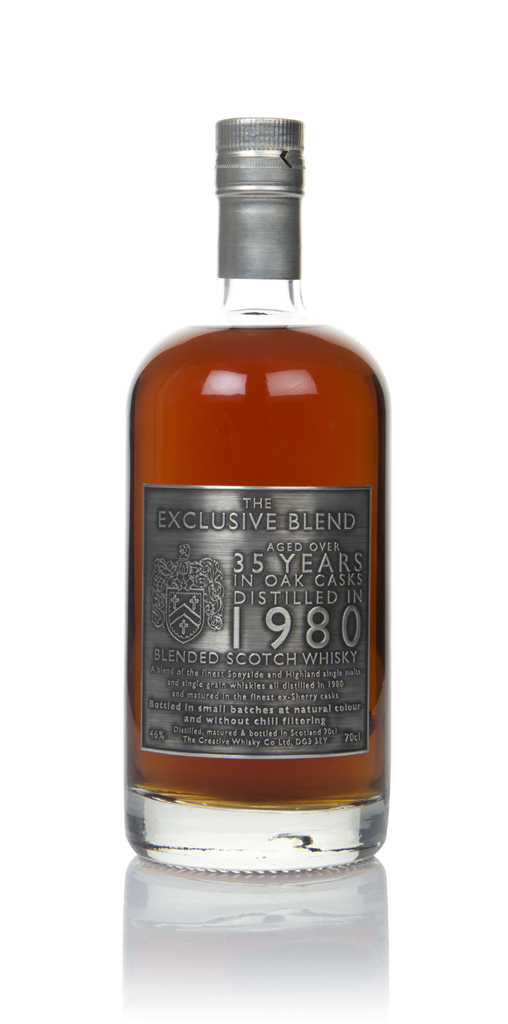 THE
EXCLUSIVE BLEND
AGED OVER
35 YEARS
IN OAK CASKS
DISTILLED IN
1980
BLENDED SCOTCH WHISKY
A blend of the finest Speyside and Highland single malts
and single grain whiskies all distilled in 1980
and matured in the finest ex-Sherry casks
Bottled in small batches at natural colour
and without chill filtering
Distilled, matured & bottled in Scotland 70cl
46% The Creative Whisky Co Ltd, DG3 5EY 70cl